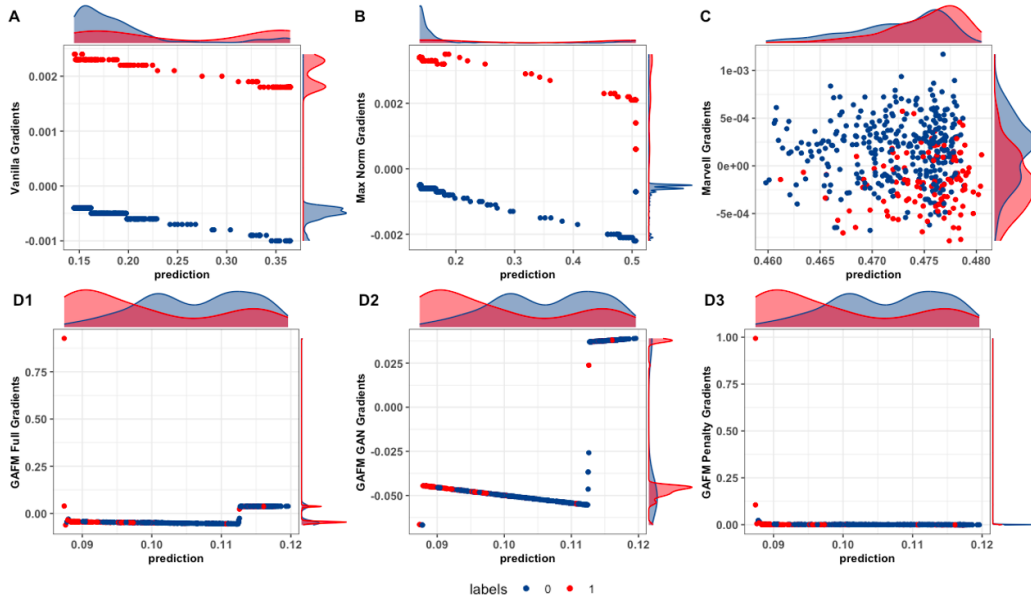 A
B
C
Vanilla Gradients
0.002
0.001
0.000
-0.001
0.15 0.20 0.25 0.30 0.35
prediction
Max Norm Gradients
0.002
0.000
-0.002
0.2 0.3 0.4 0.5
prediction
Marvell Gradients
1e-03
5e-04
0e+00
-5e-04
0.460 0.465 0.470 0.475 0.480
prediction
D1
D2
D3
GAFM Full Gradients
0.75
0.50
0.25
0.00
0.09 0.10 0.11 0.12
prediction
GAFM GAN Gradients
0.025
0.000
-0.025
-0.050
0.09 0.10 0.11 0.12
prediction
GAFM Penalty Gradients
1.00
0.75
0.50
0.25
0.00
0.09 0.10 0.11 0.12
prediction
labels 0 1